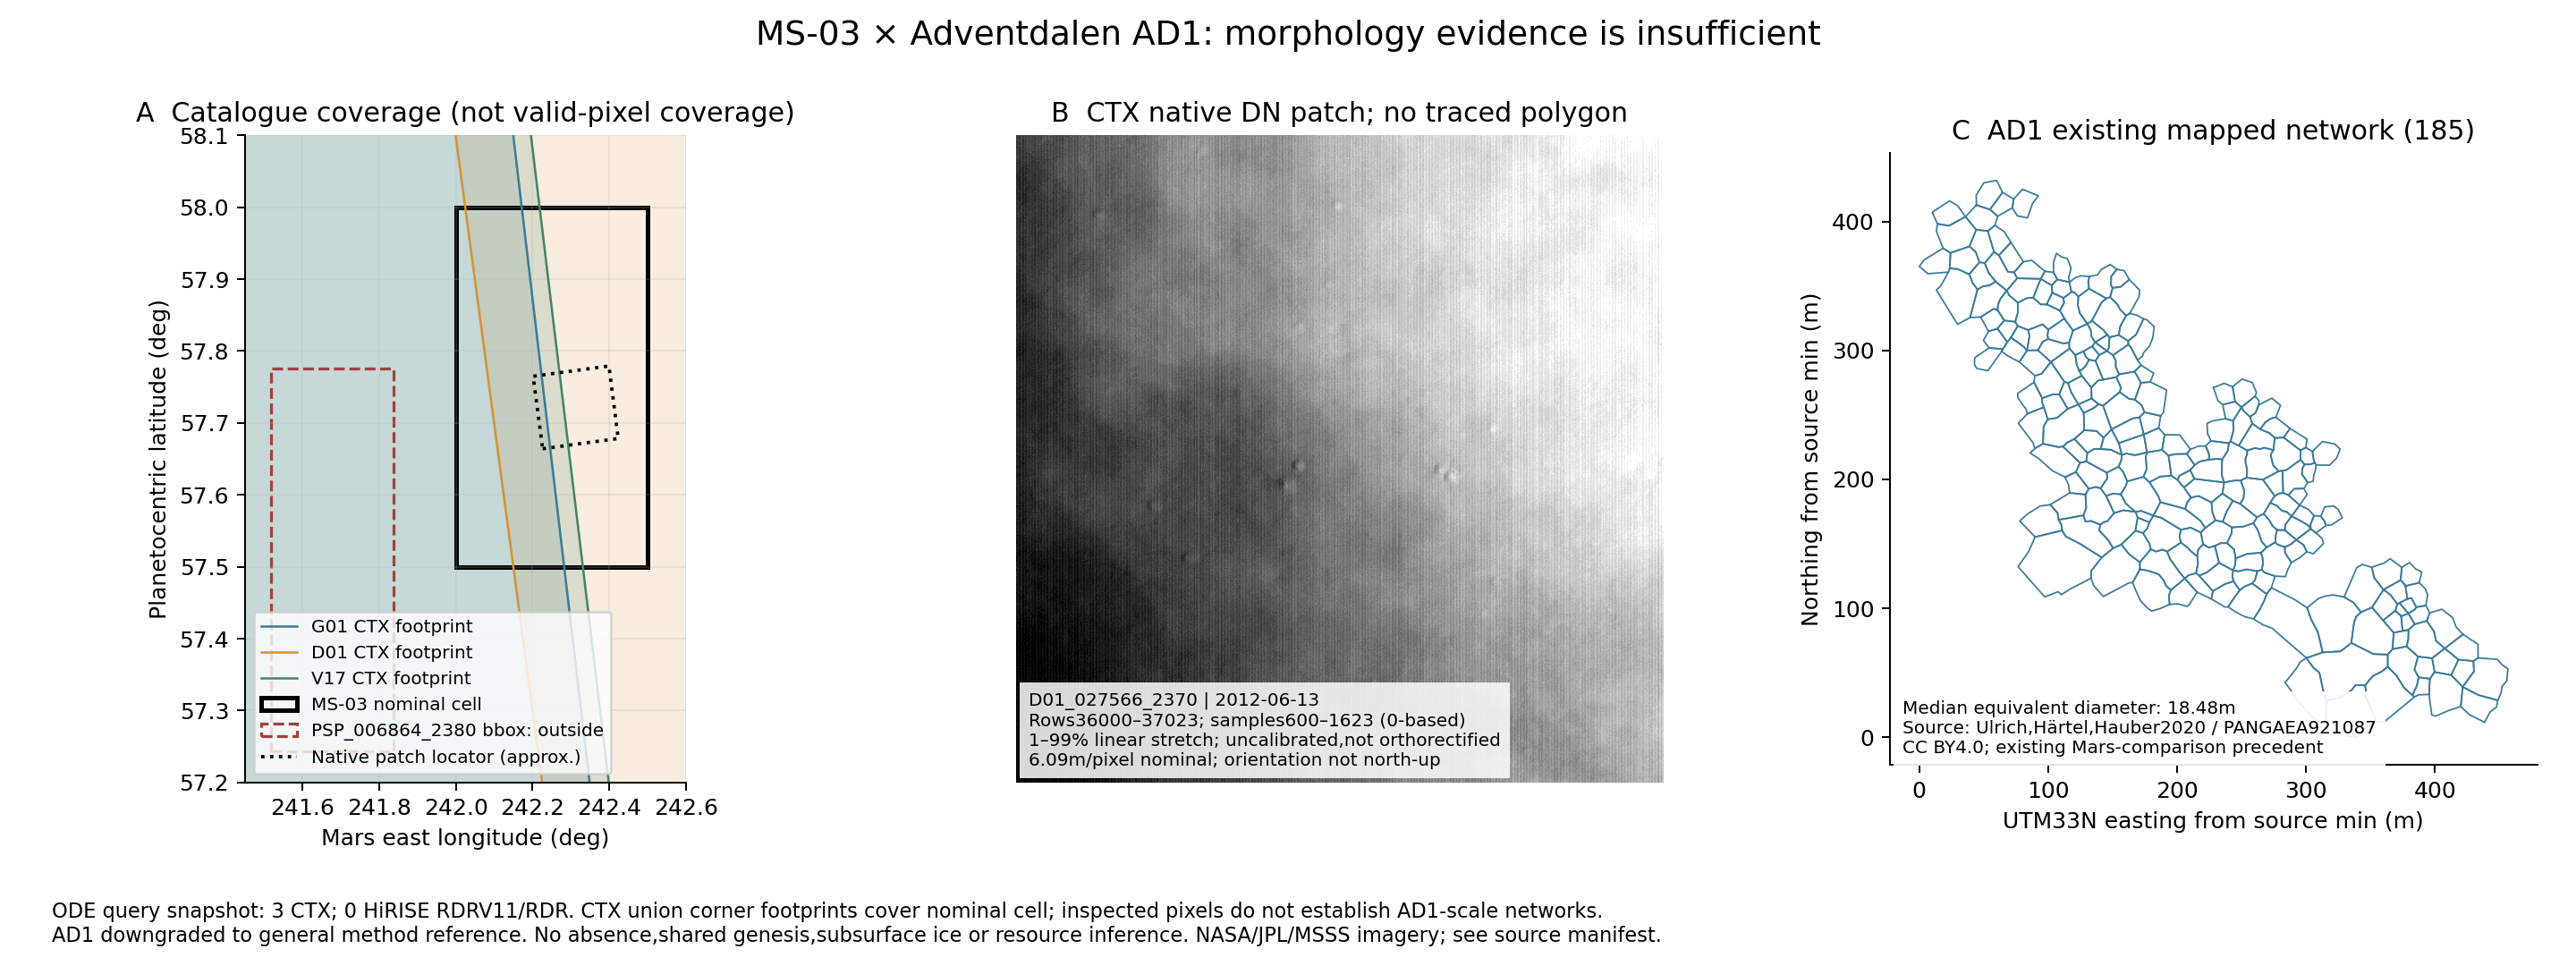 MS-03 × Adventdalen AD1: morphology evidence is insufficient
A  Catalogue coverage (not valid-pixel coverage)
58.1
58.0
57.9
57.8
57.7
57.6
57.5
57.4
57.3
57.2
Planetocentric latitude (deg)
G01 CTX footprint
D01 CTX footprint
V17 CTX footprint
MS-03 nominal cell
PSP_006864_2380 bbox: outside
Native patch locator (approx.)
241.6 241.8 242.0 242.2 242.4 242.6
Mars east longitude (deg)
B  CTX native DN patch; no traced polygon
D01_027566_2370 | 2012-06-13
Rows36000–37023; samples600–1623 (0-based)
1–99% linear stretch; uncalibrated,not orthorectified
6.09m/pixel nominal; orientation not north-up
C  AD1 existing mapped network (185)
400
300
200
100
0
Northing from source min (m)
Median equivalent diameter: 18.48m
Source: Ulrich,Härtel,Hauber2020 / PANGAEA921087
CC BY4.0; existing Mars-comparison precedent
0 100 200 300 400
UTM33N easting from source min (m)
ODE query snapshot: 3 CTX; 0 HiRISE RDRV11/RDR. CTX union corner footprints cover nominal cell; inspected pixels do not establish AD1-scale networks.
AD1 downgraded to general method reference. No absence,shared genesis,subsurface ice or resource inference. NASA/JPL/MSSS imagery; see source manifest.